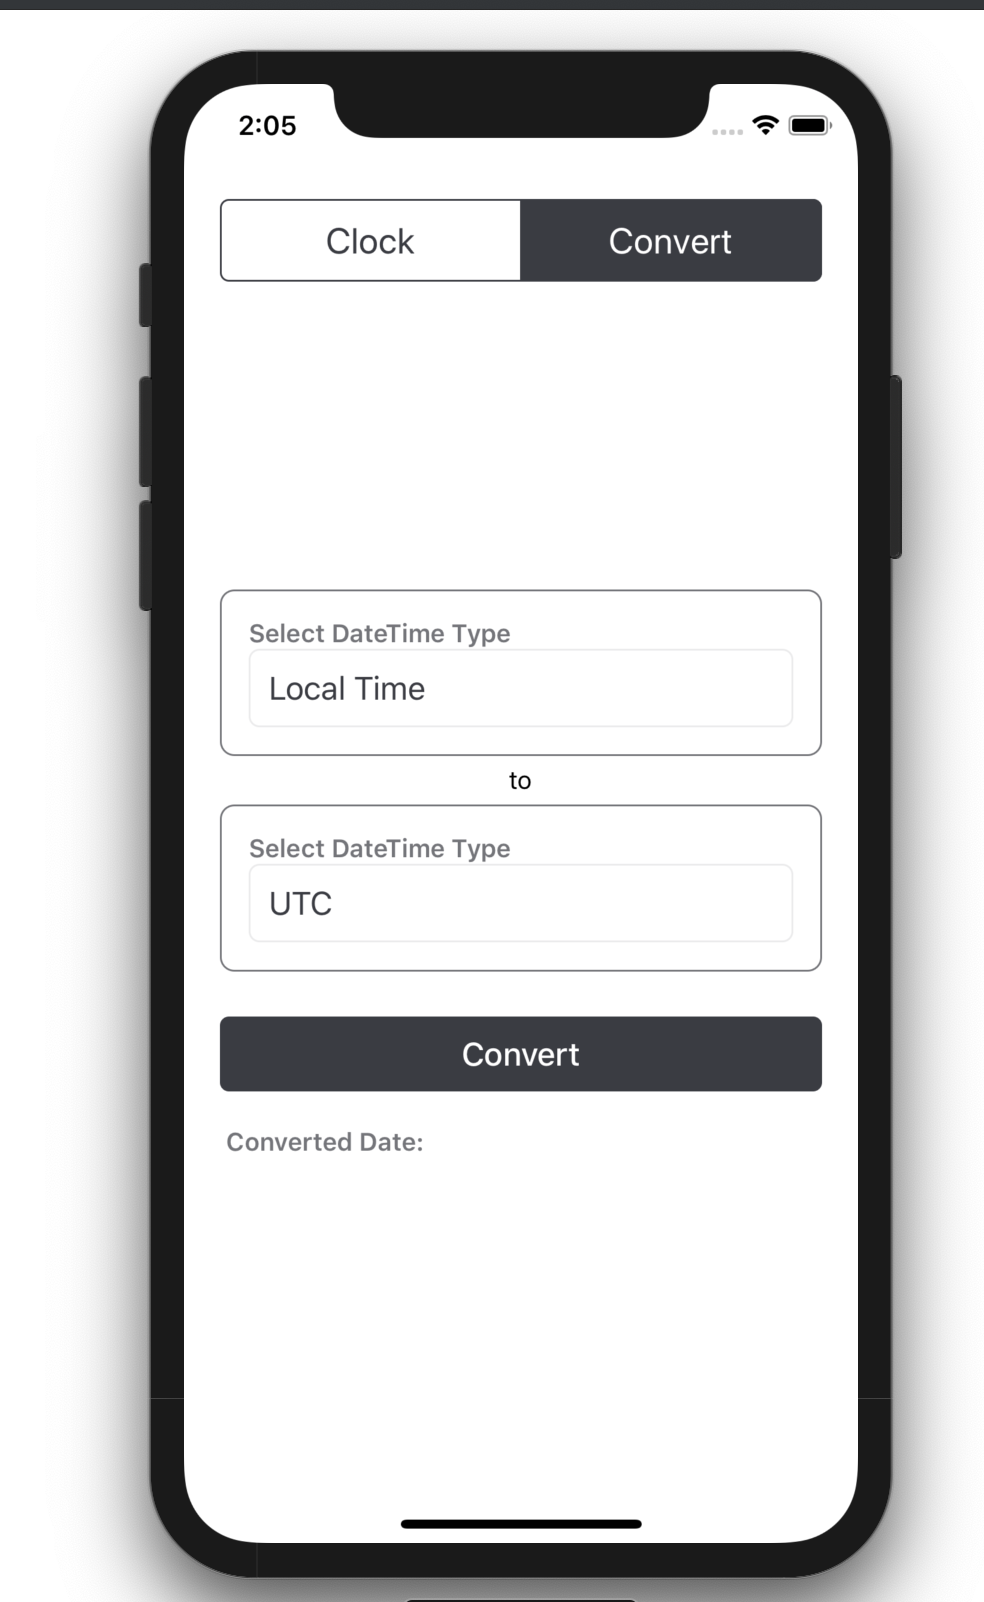 2:05
Clock Convert
Select DateTime Type
Local Time
to
Select DateTime Type
UTC
Convert
Converted Date: